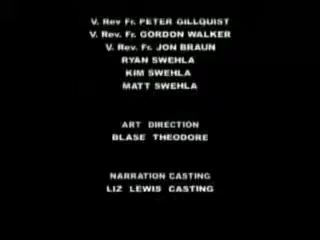 V. Rev Fr. PETER GILLQUIST
V. Rev. Fr. GORDON WALKER
V. Rev. Fr. JON BRAUN
RYAN SWEHLA
KIM SWEHLA
MATT SWEHLA
ART DIRECTION
BLASE THEODORE
NARRATION CASTING
LIZ LEWIS CASTING